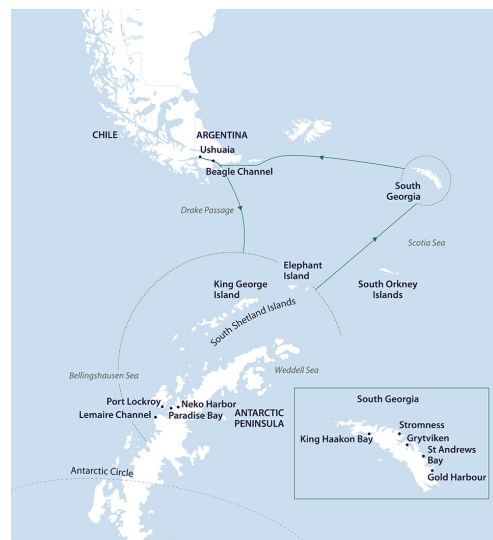 CHILE
ARGENTINA
Ushuaia
Beagle Channel
South
Georgia
Drake Passage
Scotia Sea
Elephant
Island
King George
Island
South Orkney
Islands
South Shetland Islands
Bellingshausen Sea
Weddell Sea
Port Lockroy
Neko Harbor
Lemaire Channel
Paradise Bay
ANTARCTIC
PENINSULA
Antarctic Circle
South Georgia
Stromness
King Haakon Bay
Grytviken
St Andrews
Bay
Gold Harbour